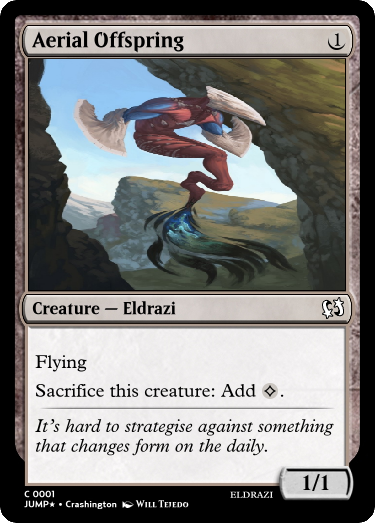 Aerial Offspring 1
Creature — Eldrazi
Flying
Sacrifice this creature: Add ◇.
It's hard to strategise against something
that changes form on the daily.
1/1
C 0001 ELDRAZI
JUMP★ • Crashington Will Tejedo